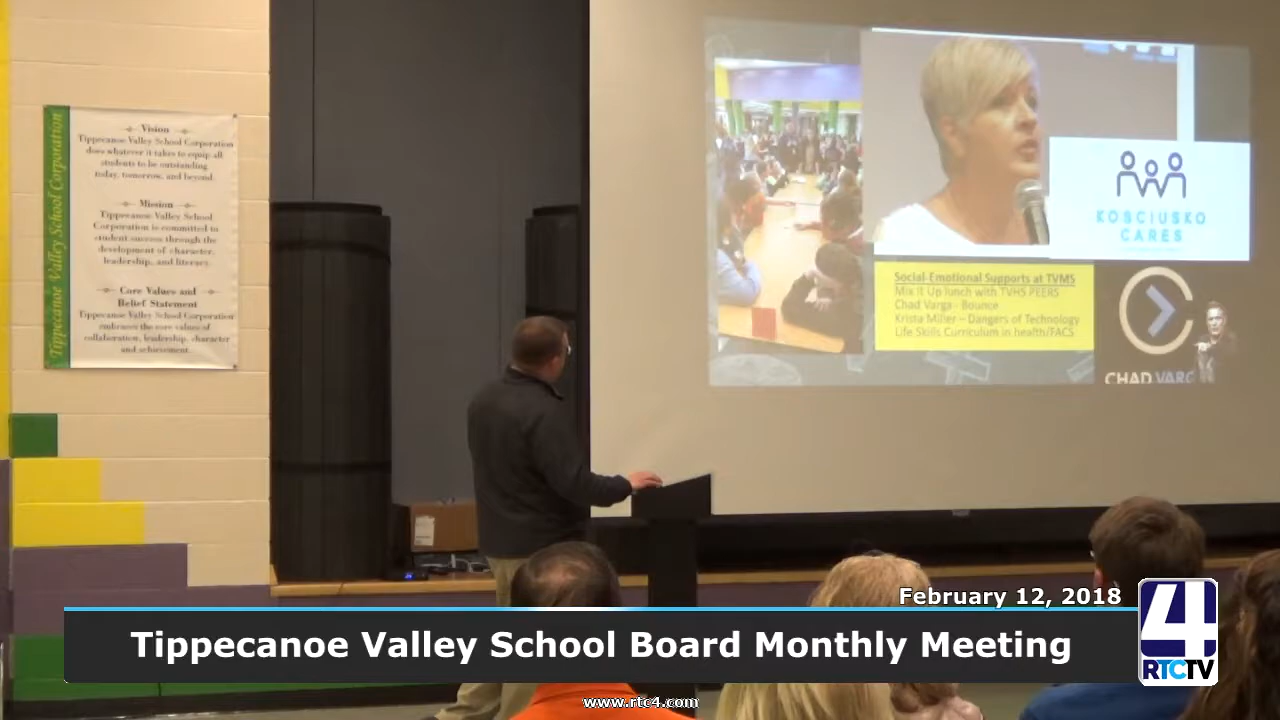 Tippecanoe Valley School Corporation
Vision
Tippecanoe Valley School Corporation
does whatever it takes to equip all
students to be outstanding
today, tomorrow, and beyond.
Mission
Tippecanoe Valley School
Corporation is committed to
student success through the
development of character,
leadership, and literacy.
Core Values and
Belief Statement
Tippecanoe Valley School Corporation
embraces the core values of
collaboration, leadership, character
and achievement.
KOSCIUSKO
CARES
Social-Emotional Supports at TVMS
Mix It Up lunch with TVHS PEERS
Chad Varga - Bounce
Krista Miller – Dangers of Technology
Life Skills Curriculum in health/FACS
CHAD VARG
February 12, 2018
Tippecanoe Valley School Board Monthly Meeting
4
RTCTV
www.rtc4.com